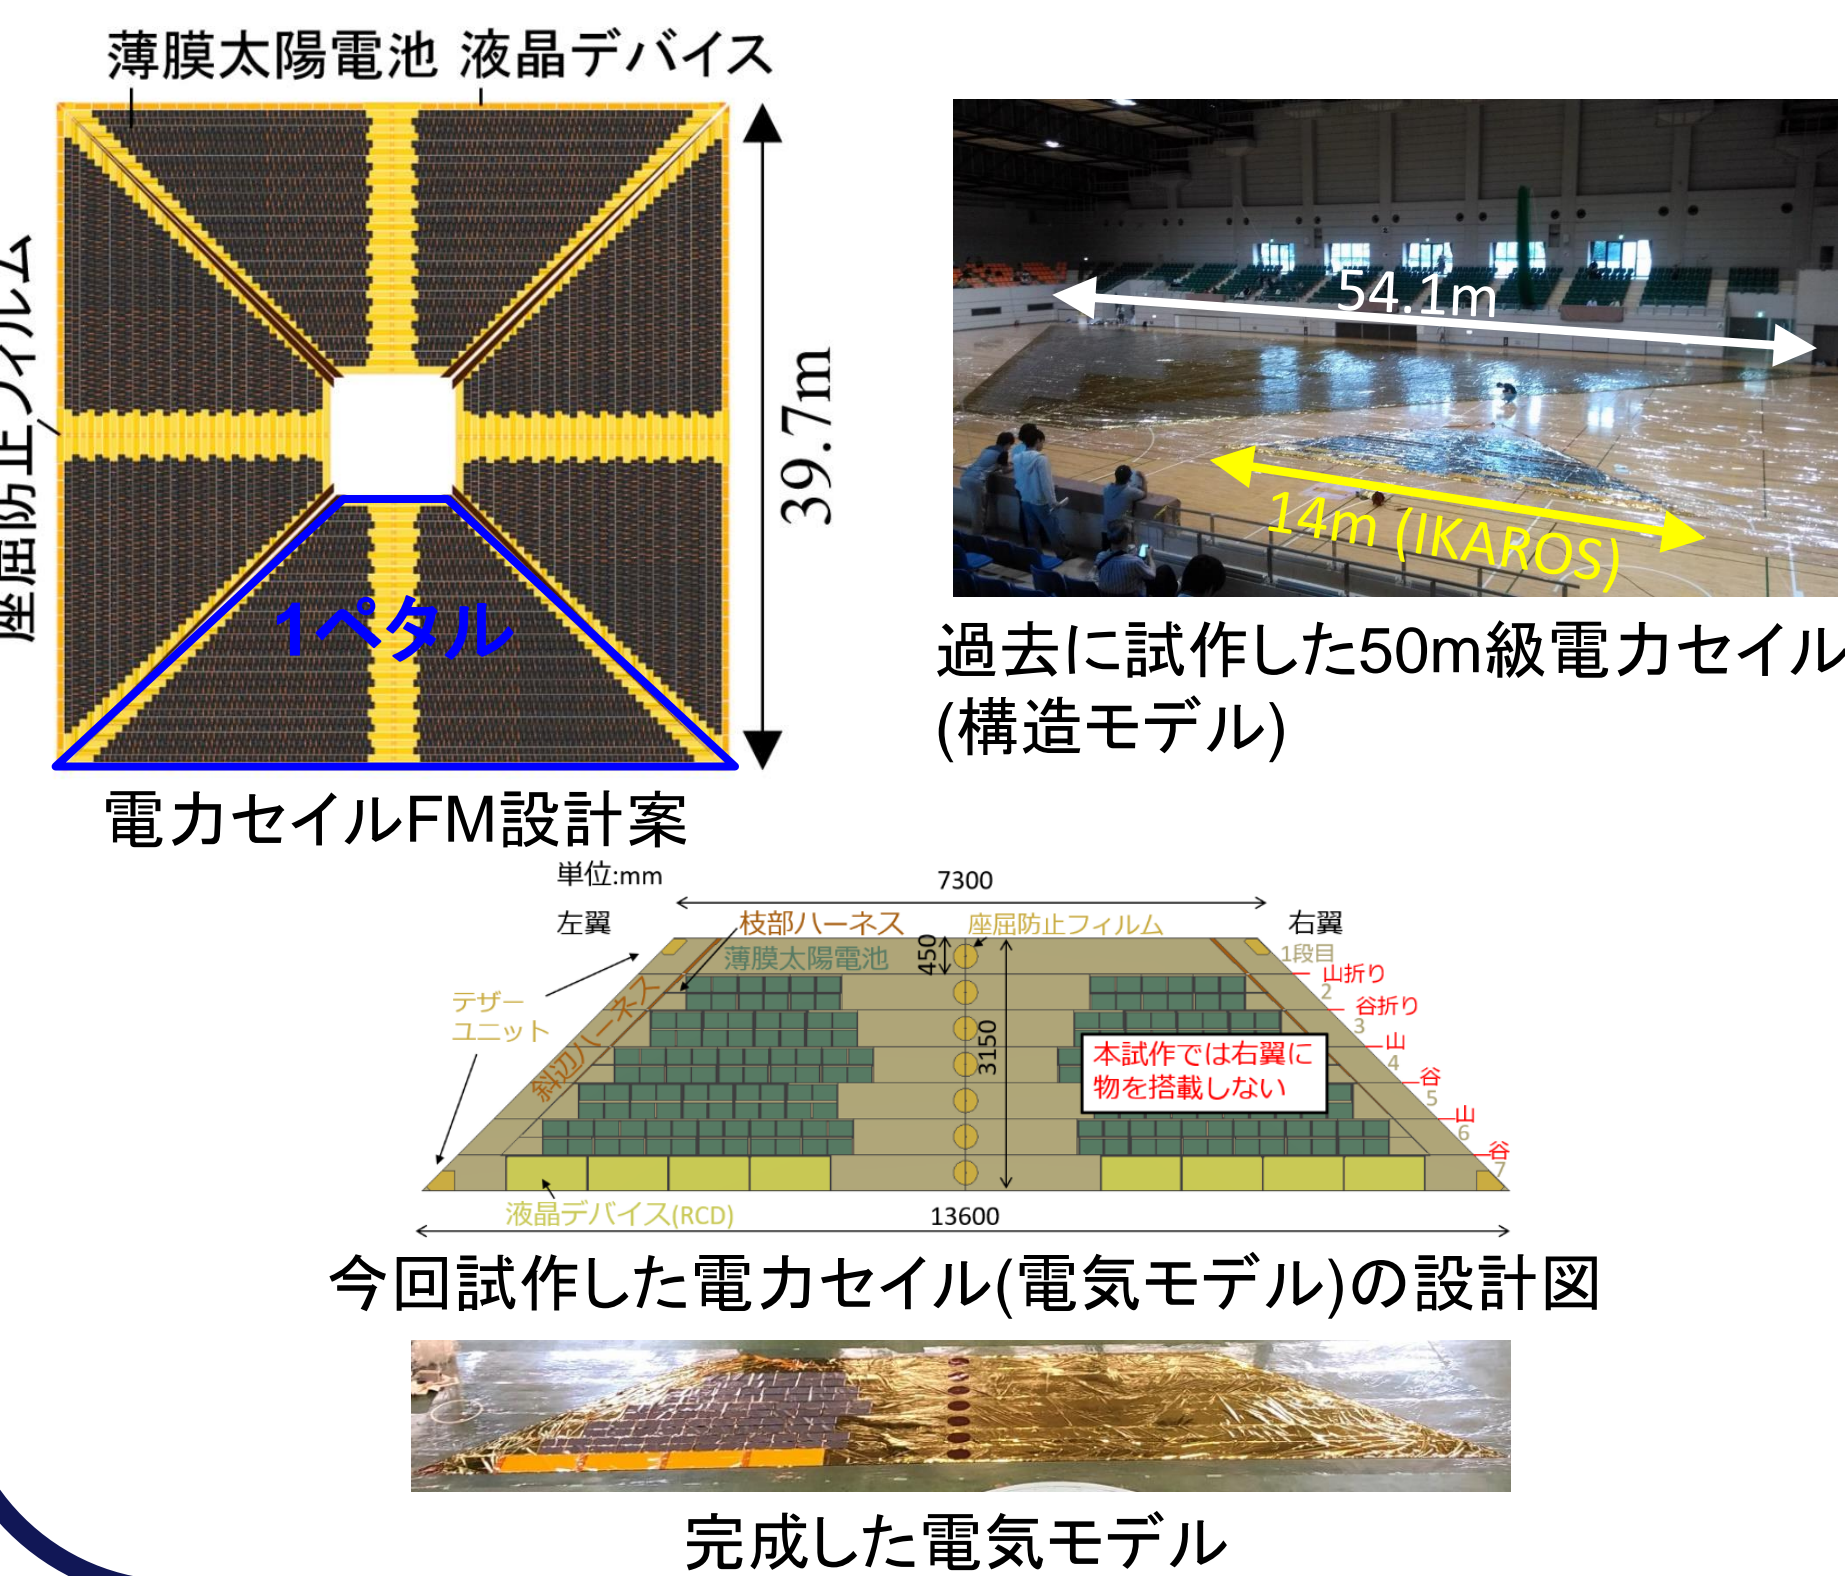 薄膜太陽電池 液晶デバイス
座屈防止フィルム
39.7m
1ペタル
電力セイルFM設計案
54.1m
14m (IKAROS)
過去に試作した50m級電力セイル
(構造モデル)
単位:mm
7300
左翼
枝部ハーネス
座屈防止フィルム
右翼
薄膜太陽電池
450
1段目
山折り
2
谷折り
3
山
4
谷
5
山
6
谷
7
テザー
ユニット
斜辺ハーネス
3150
本試作では右翼に
物を搭載しない
液晶デバイス(RCD)
13600
今回試作した電力セイル(電気モデル)の設計図
完成した電気モデル